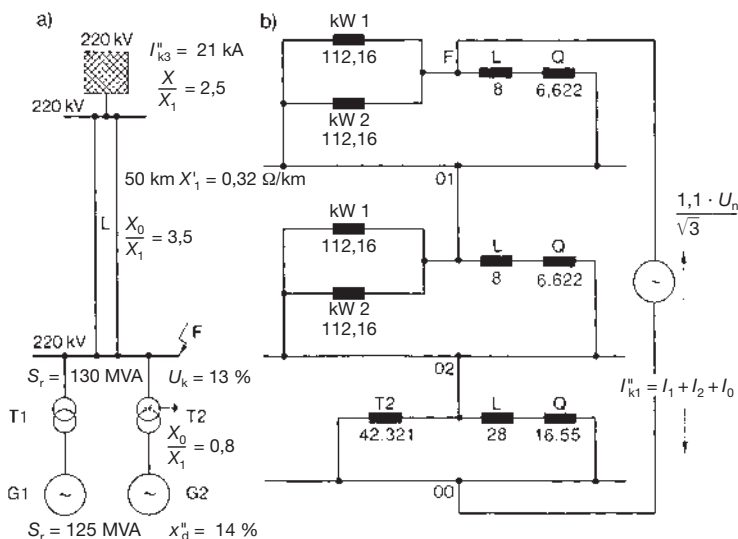 a)
220 kV
I"k3 = 21 kA
X/X1 = 2,5
220 kV
50 km X'1 = 0,32 Ω/km
L
X0/X1 = 3,5
F
220 kV
Sr = 130 MVA
Uk = 13 %
T1
T2
X0/X1 = 0,8
G1
~
~
G2
Sr = 125 MVA
x"d = 14 %
b)
kW 1
112,16
kW 2
112,16
F
L
8
Q
6,622
01
kW 1
112,16
kW 2
112,16
L
8
Q
6.622
02
T2
42.321
L
28
Q
16.55
00
1,1 · Un
√3
~
I"k1 = I1 + I2 + I0